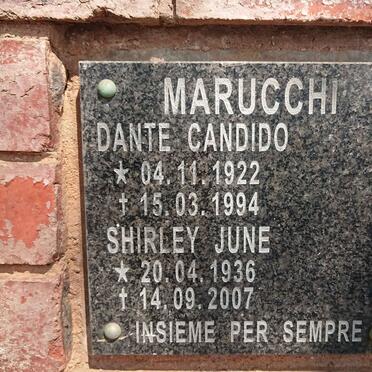 MARUCCHI
DANTE CANDIDO
★ 04.11.1922
† 15.03.1994
SHIRLEY JUNE
★ 20.04.1936
† 14.09.2007
INSIEME PER SEMPRE